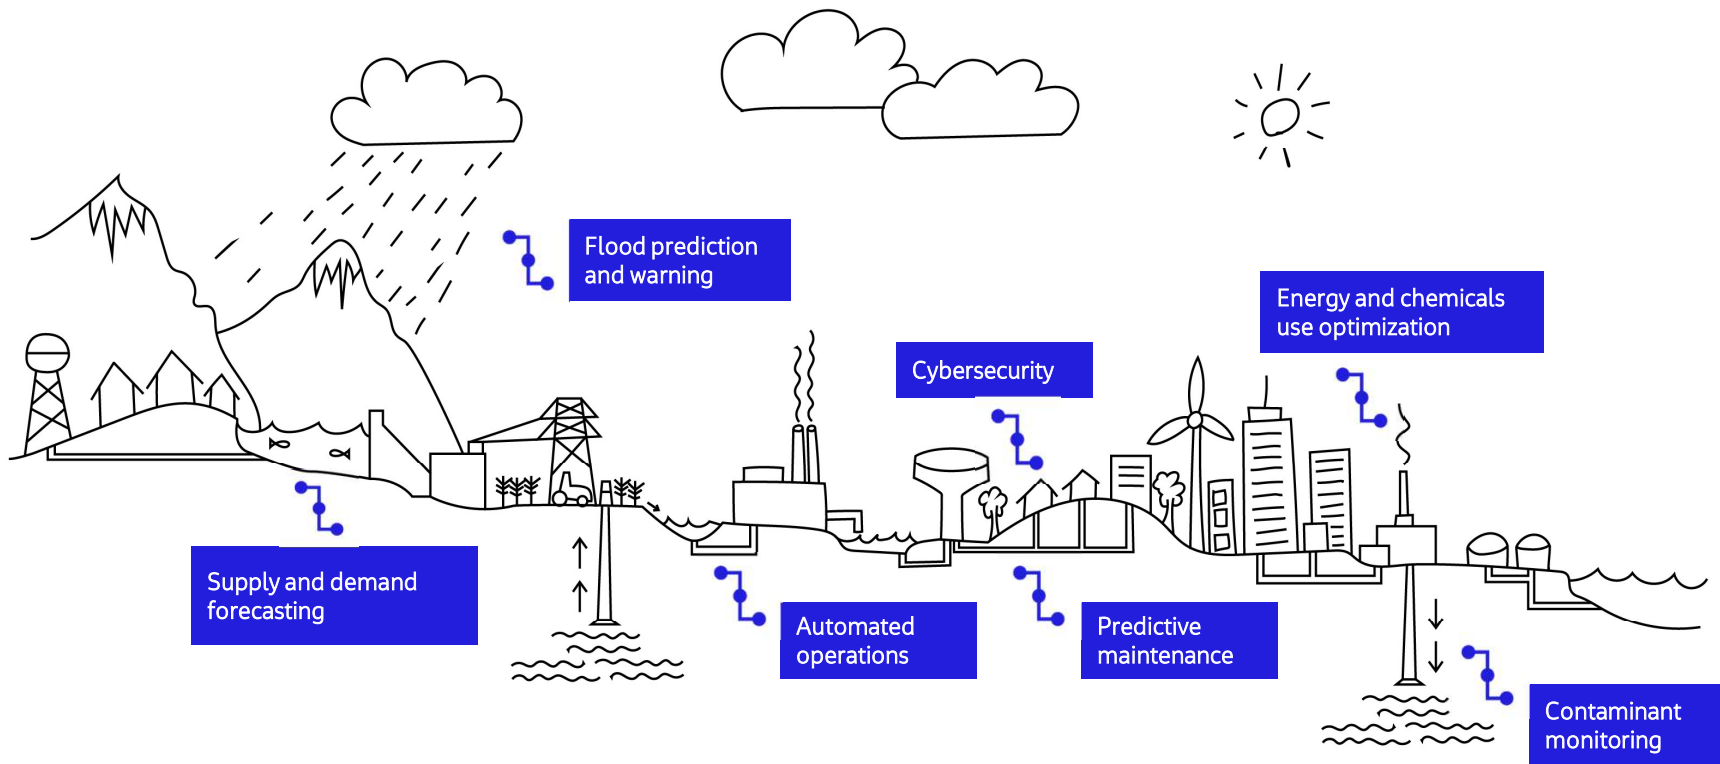 Flood prediction
and warning
Energy and chemicals
use optimization
Cybersecurity
Supply and demand
forecasting
Automated
operations
Predictive
maintenance
Contaminant
monitoring